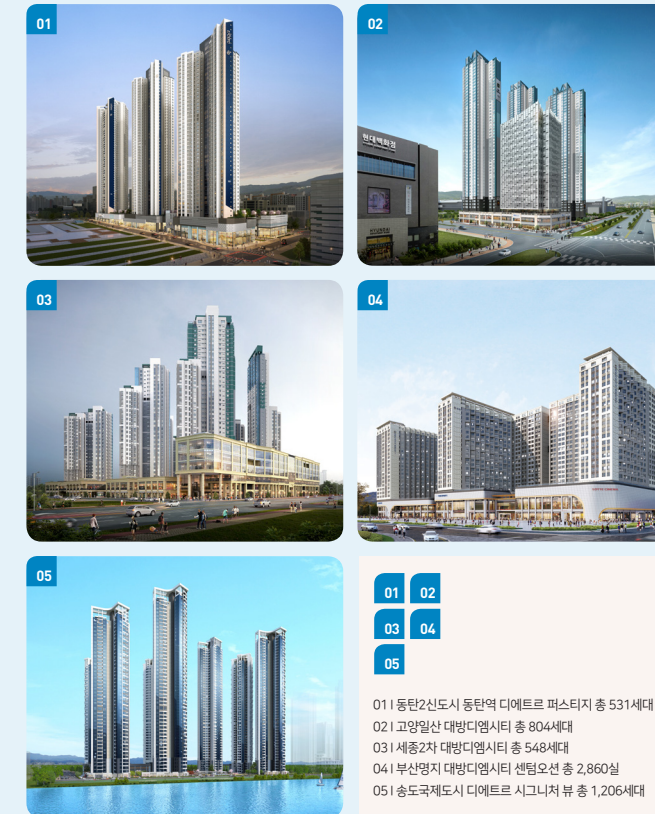 01
02
현대백화점
03
04
05
01 02
03 04
05
01 | 동탄2신도시 동탄역 디에트르 퍼스티지 총 531세대
02 | 고양일산 대방디엠시티 총 804세대
03 | 세종2차 대방디엠시티 총 548세대
04 | 부산명지 대방디엠시티 센텀오션 총 2,860실
05 | 송도국제도시 디에트르 시그니처 뷰 총 1,206세대